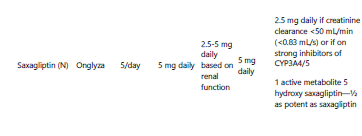 Saxagliptin (N)
Onglyza
5/day
5 mg daily
2.5-5 mg
daily
based on
renal
function
5 mg
daily
2.5 mg daily if creatinine
clearance <50 mL/min
(<0.83 mL/s) or if on
strong inhibitors of
CYP3A4/5
1 active metabolite 5
hydroxy saxagliptin—½
as potent as saxagliptin